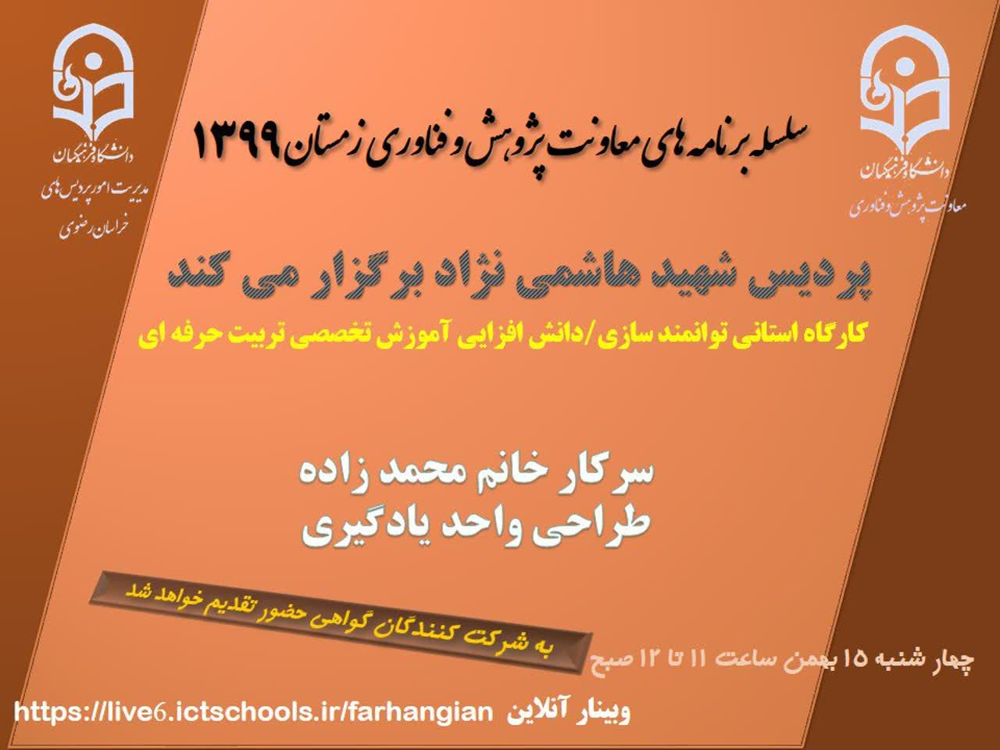 دانشگاه فرهنگیان
معاونت پژوهش و فناوری
دانشگاه فرهنگیان
مدیریت امور پردیس های
خراسان رضوی
سلسله برنامه های معاونت پژوهش و فناوری زمستان ۱۳۹۹
پردیس شهید هاشمی نژاد برگزار می کند
کارگاه استانی توانمند سازی/دانش افزایی آموزش تخصصی تربیت حرفه ای
سرکار خانم محمد زاده
طراحی واحد یادگیری
به شرکت کنندگان گواهی حضور تقدیم خواهد شد
چهار شنبه ۱۵ بهمن ساعت ۱۱ تا ۱۲ صبح
وبینار آنلاین https://live6.ictschools.ir/farhangian